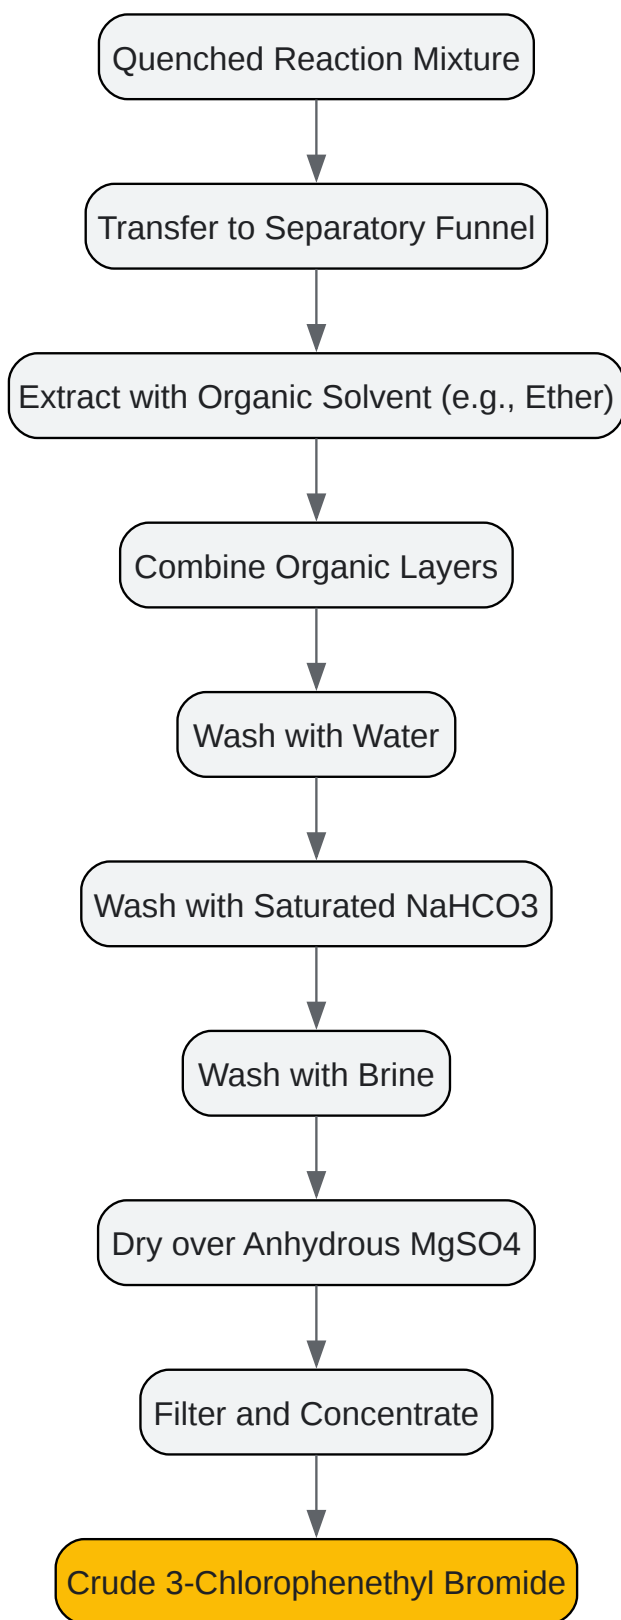 Quenched Reaction Mixture
Transfer to Separatory Funnel
Extract with Organic Solvent (e.g., Ether)
Combine Organic Layers
Wash with Water
Wash with Saturated NaHCO3
Wash with Brine
Dry over Anhydrous MgSO4
Filter and Concentrate
Crude 3-Chlorophenethyl Bromide